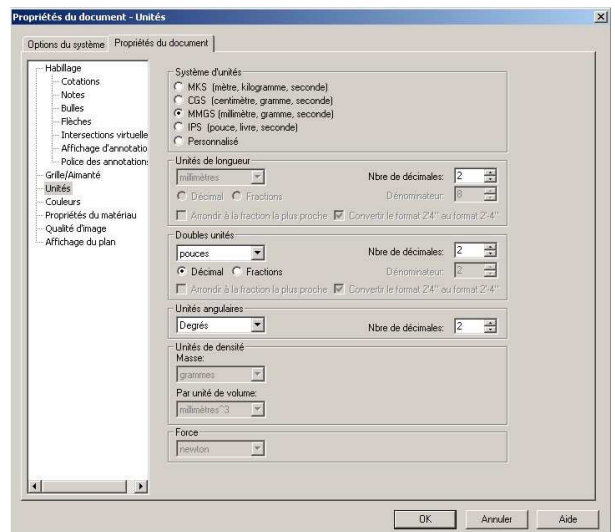 Propriétés du document - Unités
Options du système
Propriétés du document
Habillage
Cotations
Notes
Bulles
Flèches
Intersections virtuelle
Affichage d'annotatio
Police des annotation
Grille/Aimanté
Unités
Couleurs
Propriétés du matériau
Qualité d'image
Affichage du plan
Système d'unités
MKS (mètre, kilogramme, seconde)
CGS (centimètre, gramme, seconde)
MMGS (millimètre, gramme, seconde)
IPS (pouce, livre, seconde)
Personnalisé
Unités de longueur
millimètres
Nbre de décimales: 2
Décimal Fractions
Dénominateur: 8
Arrondir à la fraction la plus proche Convertir le format 2'4" au format 2'-4"
Doubles unités
pouces
Nbre de décimales: 2
Décimal Fractions
Dénominateur: 2
Arrondir à la fraction la plus proche Convertir le format 2'4" au format 2'-4"
Unités angulaires
Degrés
Nbre de décimales: 2
Unités de densité
Masse:
grammes
Par unité de volume:
millimètres^3
Force
newton
OK Annuler Aide